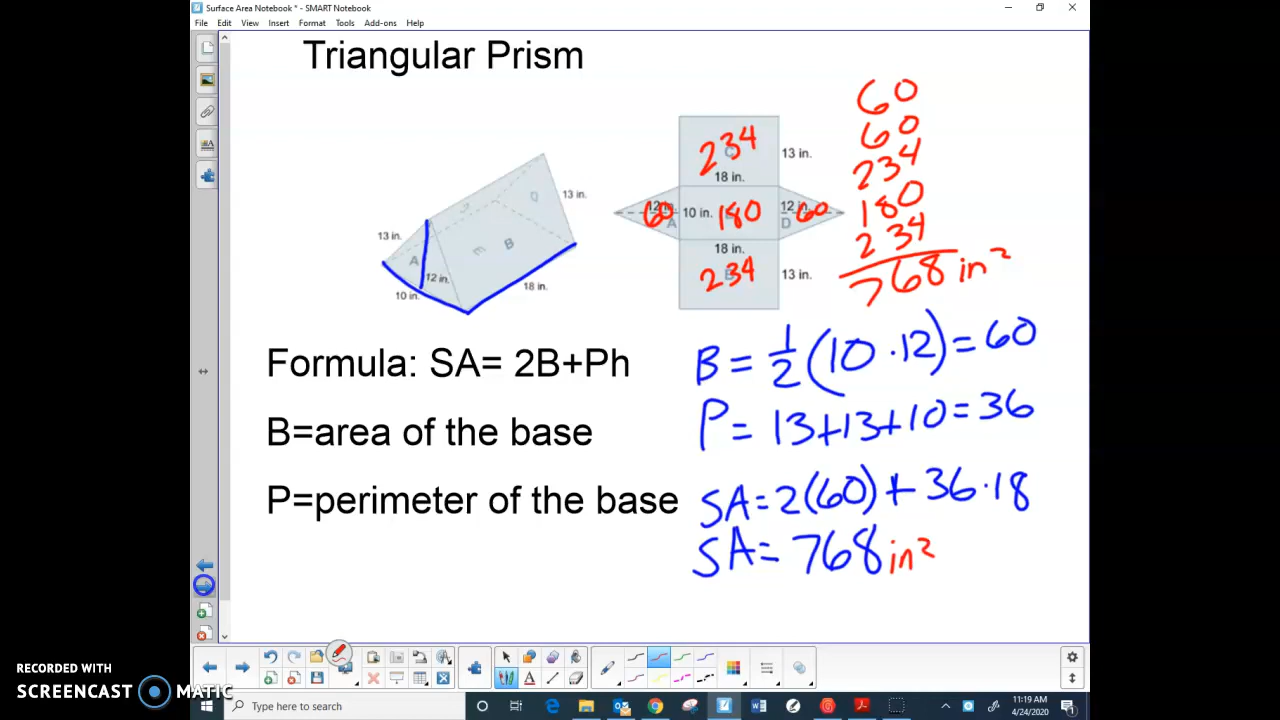 Surface Area Notebook * - SMART Notebook
File Edit View Insert Format Tools Add-ons Help
Triangular Prism
13 in.
13 in.
A
12 in.
10 in.
B
18 in.
234
13 in.
18 in.
60
A
10 in.
180
12 in.
60
D
18 in.
234
13 in.
60
60
234
180
234
768 in²
Formula: SA= 2B+Ph
B=area of the base
P=perimeter of the base
B = 1/2 (10 · 12) = 60
P = 13+13+10 = 36
SA = 2(60) + 36 · 18
SA = 768 in²
RECORDED WITH
SCREENCAST MATIC
Type here to search
11:19 AM
4/24/2020